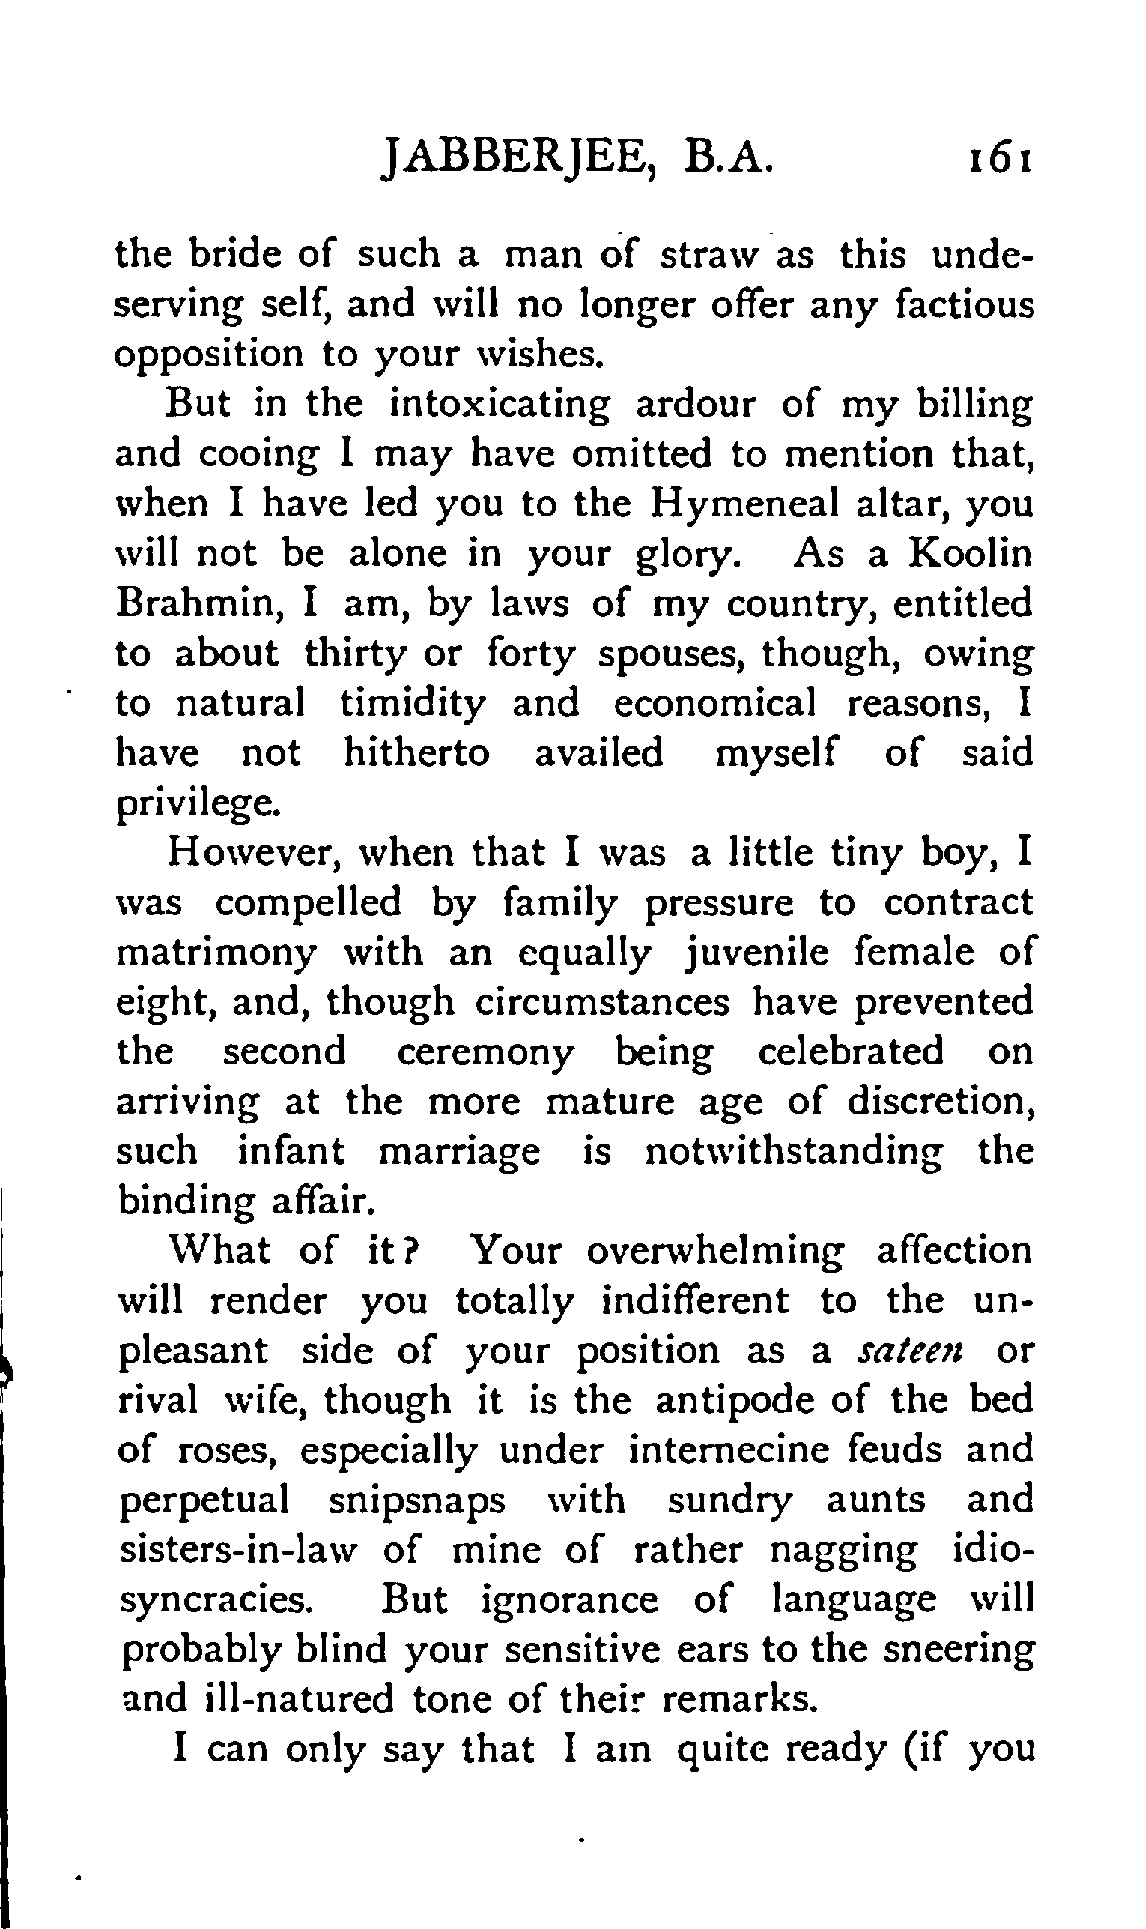 JABBERJEE, B.A. 161
the bride of such a man of straw as this unde-
serving self, and will no longer offer any factious
opposition to your wishes.
But in the intoxicating ardour of my billing
and cooing I may have omitted to mention that,
when I have led you to the Hymeneal altar, you
will not be alone in your glory. As a Koolin
Brahmin, I am, by laws of my country, entitled
to about thirty or forty spouses, though, owing
to natural timidity and economical reasons, I
have not hitherto availed myself of said
privilege.
However, when that I was a little tiny boy, I
was compelled by family pressure to contract
matrimony with an equally juvenile female of
eight, and, though circumstances have prevented
the second ceremony being celebrated on
arriving at the more mature age of discretion,
such infant marriage is notwithstanding the
binding affair.
What of it? Your overwhelming affection
will render you totally indifferent to the un-
pleasant side of your position as a sateen or
rival wife, though it is the antipode of the bed
of roses, especially under internecine feuds and
perpetual snipsnaps with sundry aunts and
sisters-in-law of mine of rather nagging idio-
syncracies. But ignorance of language will
probably blind your sensitive ears to the sneering
and ill-natured tone of their remarks.
I can only say that I am quite ready (if you